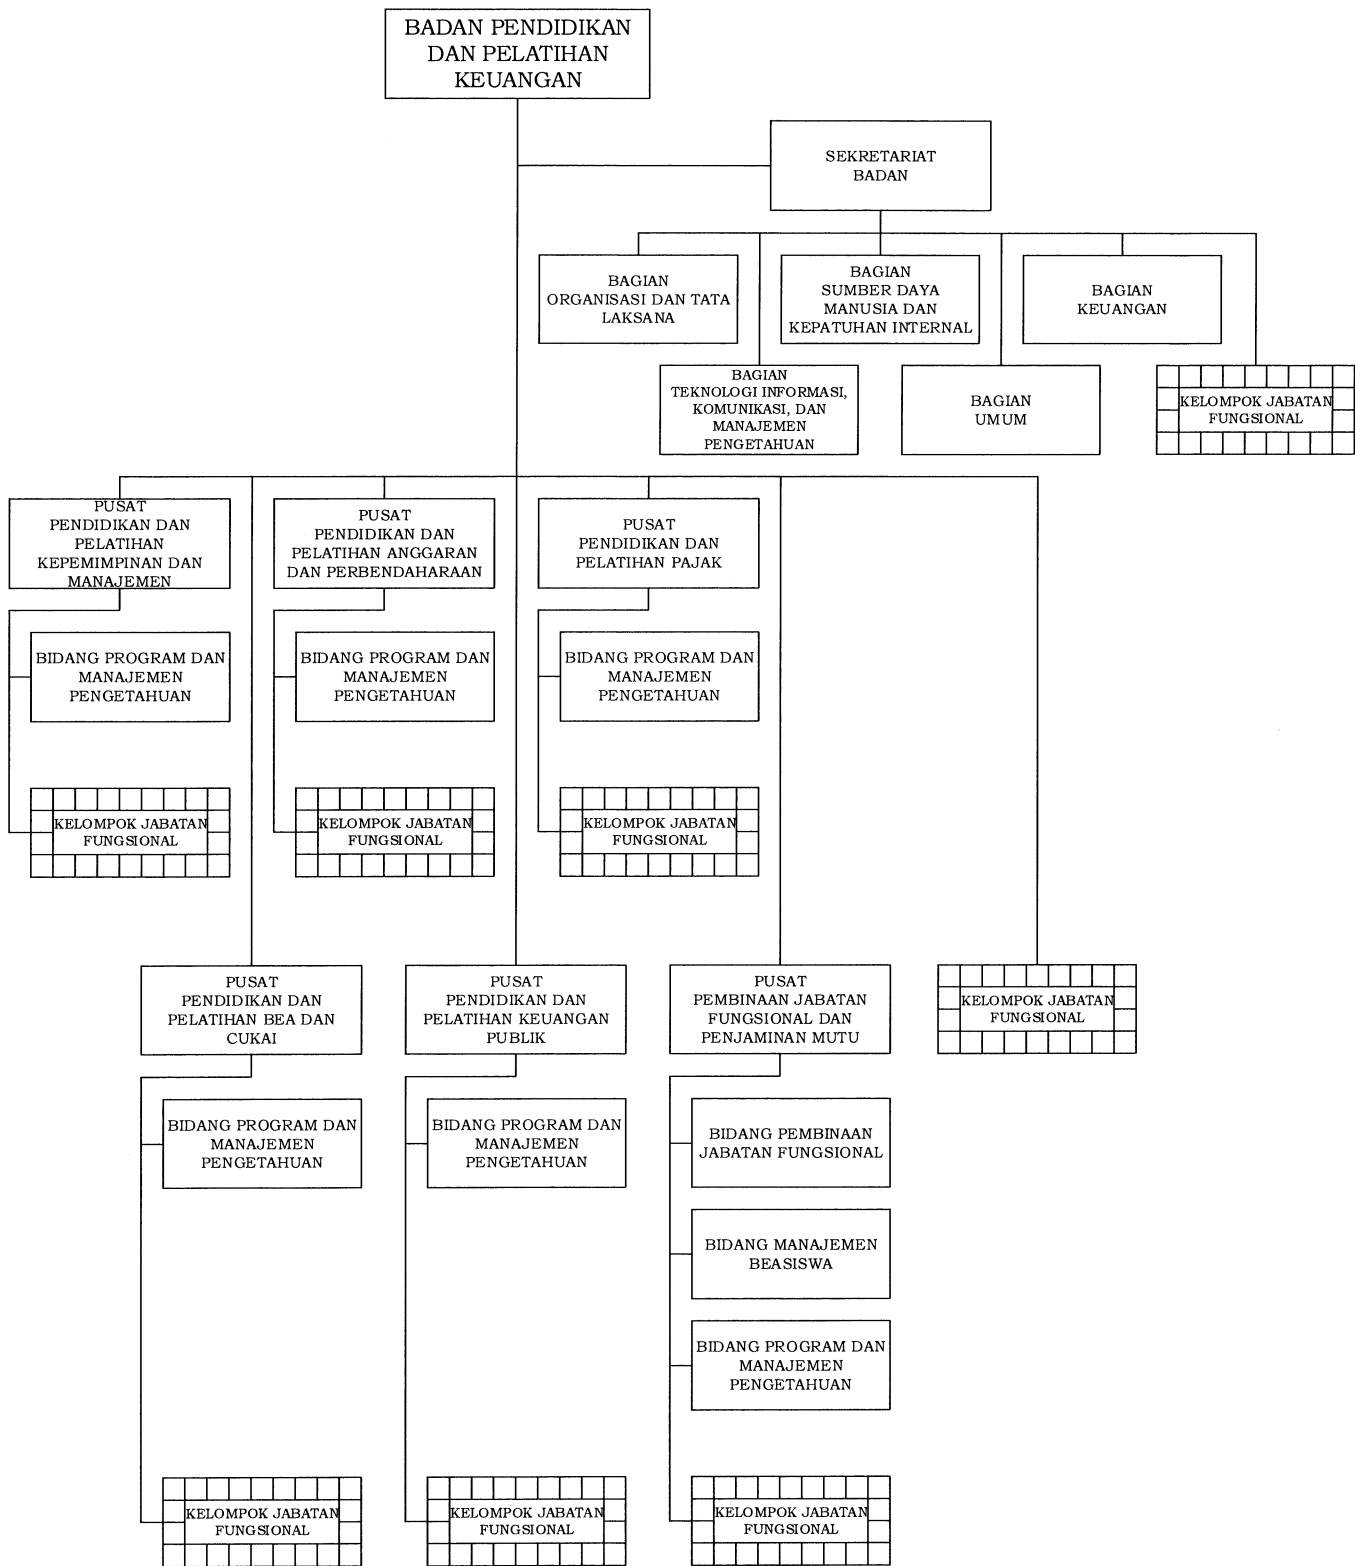 BADAN PENDIDIKAN
DAN PELATIHAN
KEUANGAN
SEKRETARIAT
BADAN
BAGIAN
ORGANISASI DAN TATA
LAKSANA
BAGIAN
SUMBER DAYA
MANUSIA DAN
KEPATUHAN INTERNAL
BAGIAN
KEUANGAN
BAGIAN
TEKNOLOGI INFORMASI,
KOMUNIKASI, DAN
MANAJEMEN
PENGETAHUAN
BAGIAN
UMUM
KELOMPOK JABATAN
FUNGSIONAL
PUSAT
PENDIDIKAN DAN
PELATIHAN
KEPEMIMPINAN DAN
MANAJEMEN
PUSAT
PENDIDIKAN DAN
PELATIHAN ANGGARAN
DAN PERBENDAHARAAN
PUSAT
PENDIDIKAN DAN
PELATIHAN PAJAK
BIDANG PROGRAM DAN
MANAJEMEN
PENGETAHUAN
BIDANG PROGRAM DAN
MANAJEMEN
PENGETAHUAN
BIDANG PROGRAM DAN
MANAJEMEN
PENGETAHUAN
KELOMPOK JABATAN
FUNGSIONAL
KELOMPOK JABATAN
FUNGSIONAL
KELOMPOK JABATAN
FUNGSIONAL
PUSAT
PENDIDIKAN DAN
PELATIHAN BEA DAN
CUKAI
PUSAT
PENDIDIKAN DAN
PELATIHAN KEUANGAN
PUBLIK
PUSAT
PEMBINAAN JABATAN
FUNGSIONAL DAN
PENJAMINAN MUTU
KELOMPOK JABATAN
FUNGSIONAL
BIDANG PROGRAM DAN
MANAJEMEN
PENGETAHUAN
BIDANG PROGRAM DAN
MANAJEMEN
PENGETAHUAN
BIDANG PEMBINAAN
JABATAN FUNGSIONAL
BIDANG MANAJEMEN
BEASISWA
BIDANG PROGRAM DAN
MANAJEMEN
PENGETAHUAN
KELOMPOK JABATAN
FUNGSIONAL
KELOMPOK JABATAN
FUNGSIONAL
KELOMPOK JABATAN
FUNGSIONAL